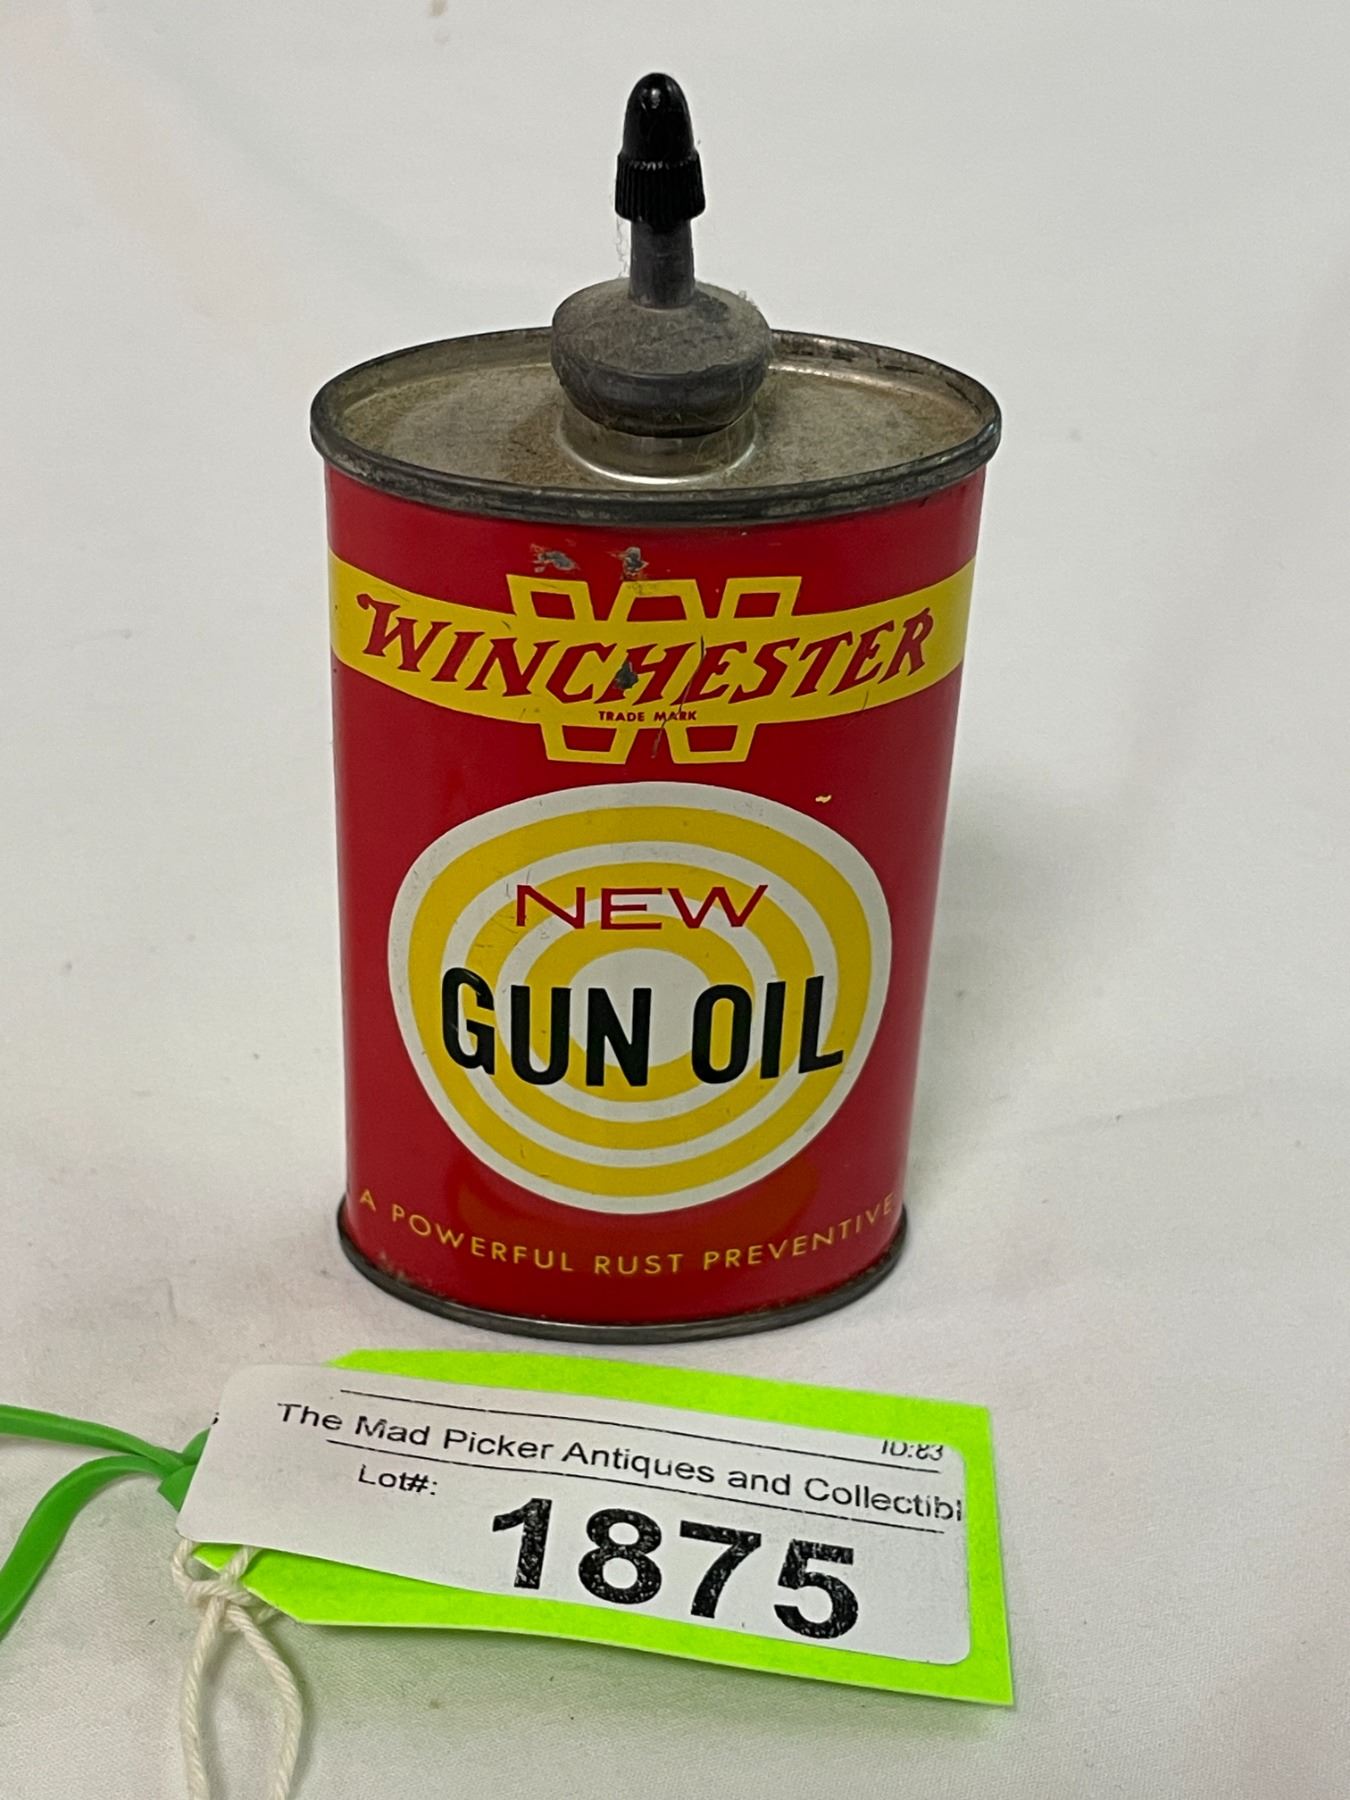 WINCHESTER
TRADE MARK
NEW
GUN OIL
A POWERFUL RUST PREVENTIVE
ID:83
The Mad Picker Antiques and Collectibl
Lot#:
1875